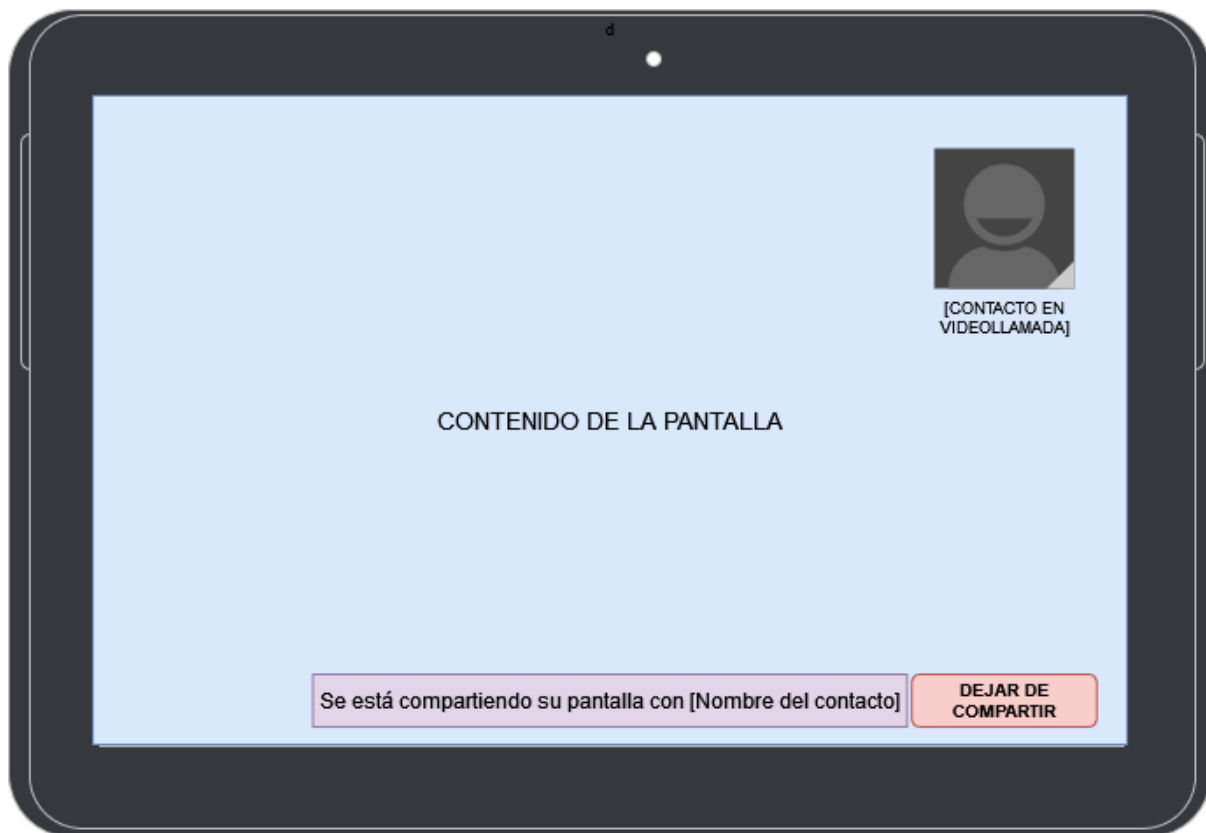 d
[CONTACTO EN
VIDEOLLAMADA]
CONTENIDO DE LA PANTALLA
Se está compartiendo su pantalla con [Nombre del contacto]
DEJAR DE
COMPARTIR